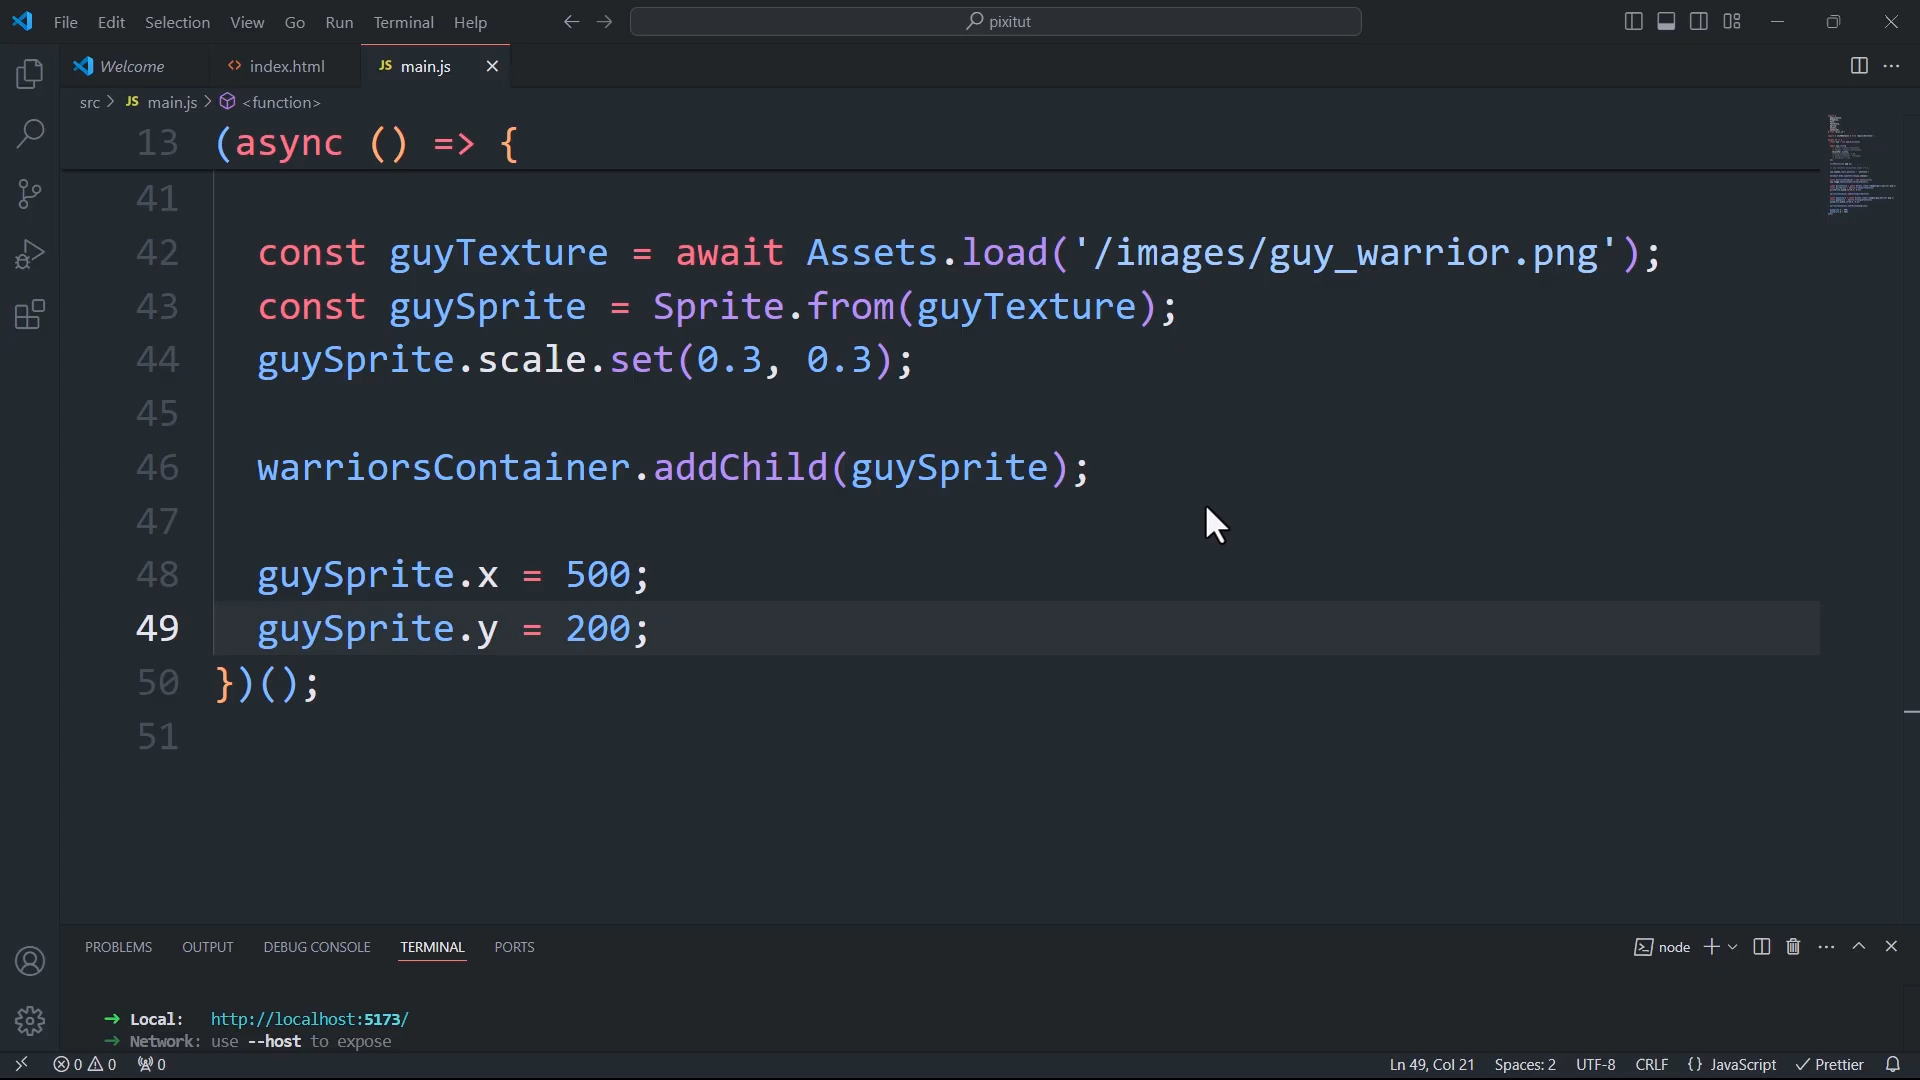 File Edit Selection View Go Run Terminal Help pixitut
Welcome index.html JS main.js
src > JS main.js > <function>
13 (async () => {
41
42 const guyTexture = await Assets.load('/images/guy_warrior.png');
43 const guySprite = Sprite.from(guyTexture);
44 guySprite.scale.set(0.3, 0.3);
45
46 warriorsContainer.addChild(guySprite);
47
48 guySprite.x = 500;
49 guySprite.y = 200;
50 })();
51
PROBLEMS OUTPUT DEBUG CONSOLE TERMINAL PORTS node
➜ Local: http://localhost:5173/
➜ Network: use --host to expose
0 0 0 Ln 49, Col 21 Spaces: 2 UTF-8 CRLF {} JavaScript Prettier